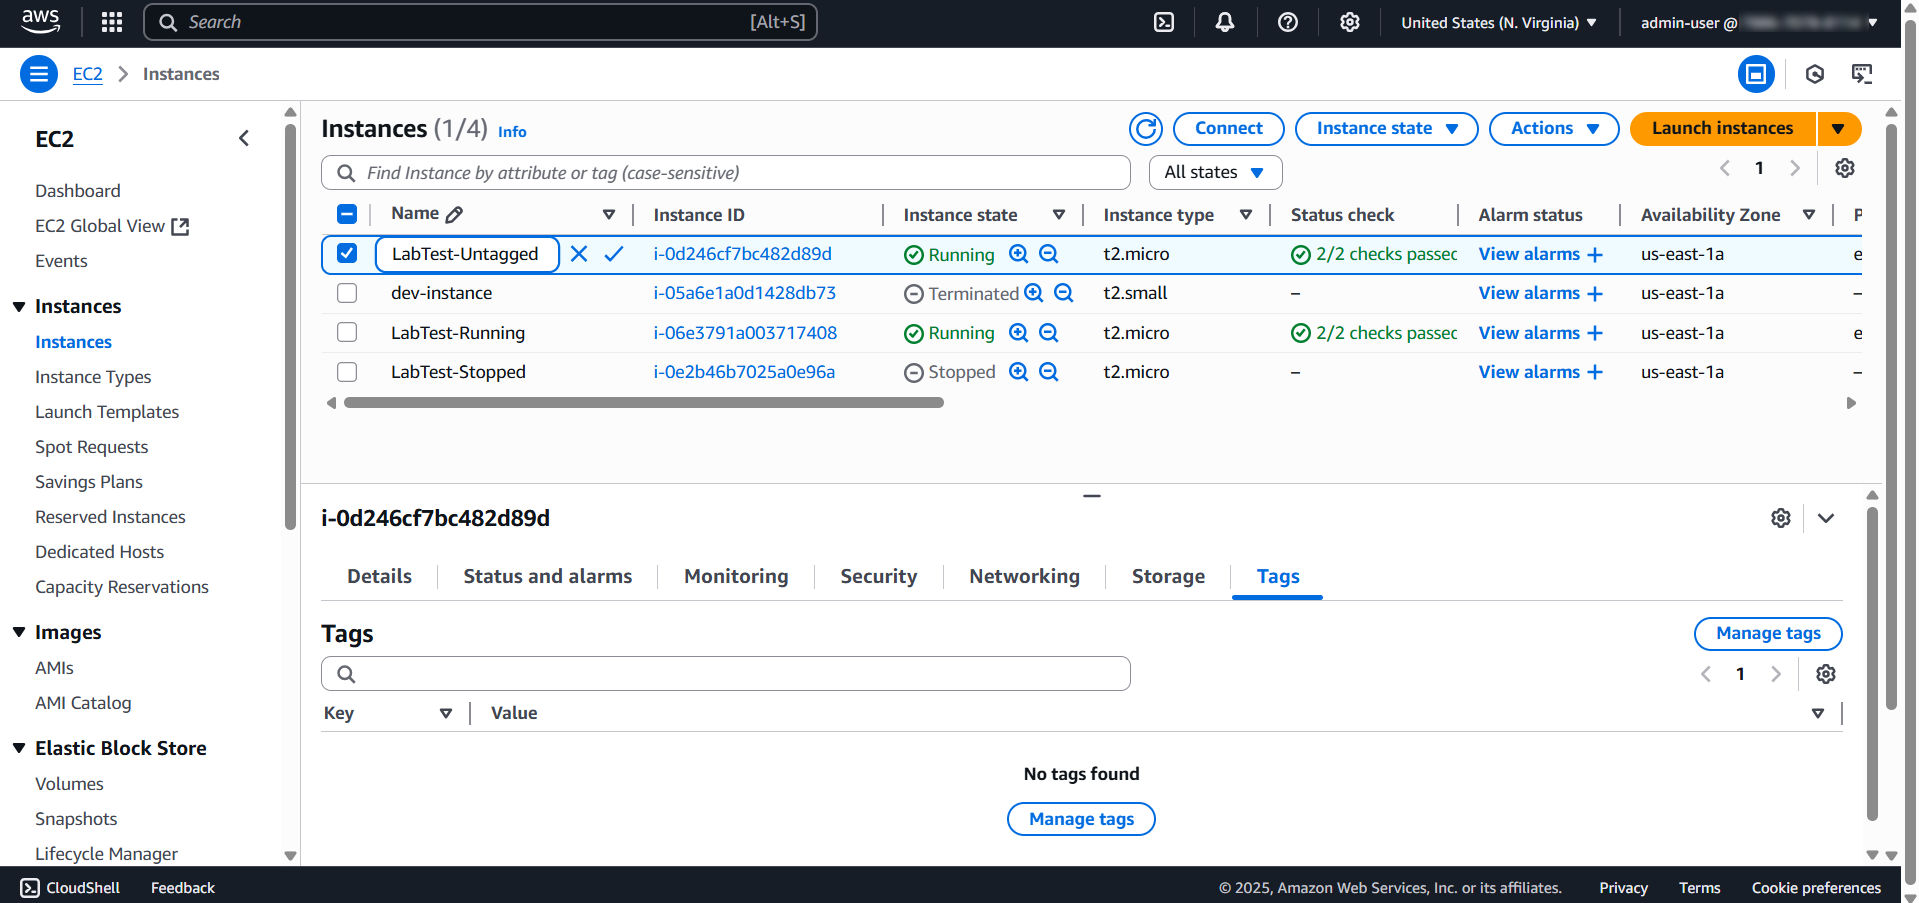 aws
Search [Alt+S]
United States (N. Virginia)
admin-user @
EC2 Instances
EC2
Dashboard
EC2 Global View
Events
Instances
Instances
Instance Types
Launch Templates
Spot Requests
Savings Plans
Reserved Instances
Dedicated Hosts
Capacity Reservations
Images
AMIs
AMI Catalog
Elastic Block Store
Volumes
Snapshots
Lifecycle Manager
Instances (1/4) Info
Connect
Instance state
Actions
Launch instances
Find Instance by attribute or tag (case-sensitive)
All states
1
Name Instance ID Instance state Instance type Status check Alarm status Availability Zone P
LabTest-Untagged i-0d246cf7bc482d89d Running t2.micro 2/2 checks passec View alarms + us-east-1a e
dev-instance i-05a6e1a0d1428db73 Terminated t2.small – View alarms + us-east-1a –
LabTest-Running i-06e3791a003717408 Running t2.micro 2/2 checks passec View alarms + us-east-1a e
LabTest-Stopped i-0e2b46b7025a0e96a Stopped t2.micro – View alarms + us-east-1a –
i-0d246cf7bc482d89d
Details Status and alarms Monitoring Security Networking Storage Tags
Tags
Manage tags
1
Key Value
No tags found
Manage tags
CloudShell Feedback
© 2025, Amazon Web Services, Inc. or its affiliates. Privacy Terms Cookie preferences